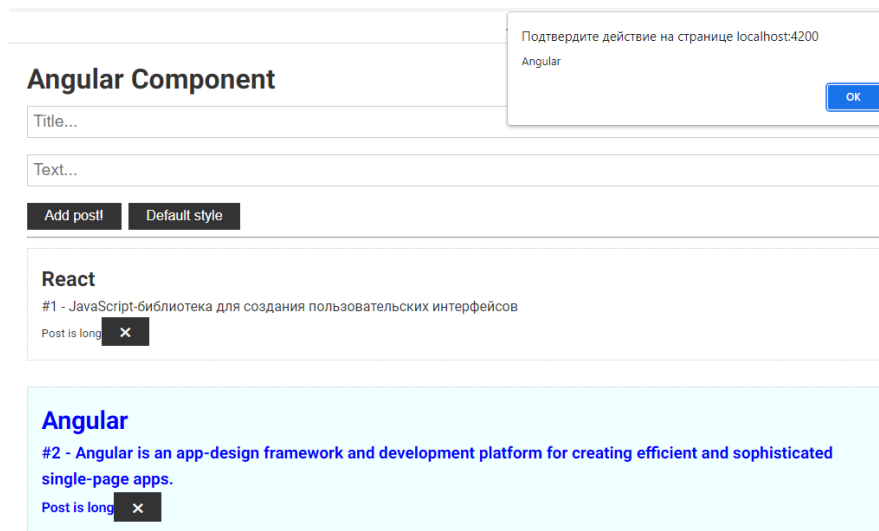 Подтвердите действие на странице localhost:4200
Angular
ОК
Angular Component
Title...
Text...
Add post! Default style
React
#1 - JavaScript-библиотека для создания пользовательских интерфейсов
Post is long ✕
Angular
#2 - Angular is an app-design framework and development platform for creating efficient and sophisticated
single-page apps.
Post is long ✕